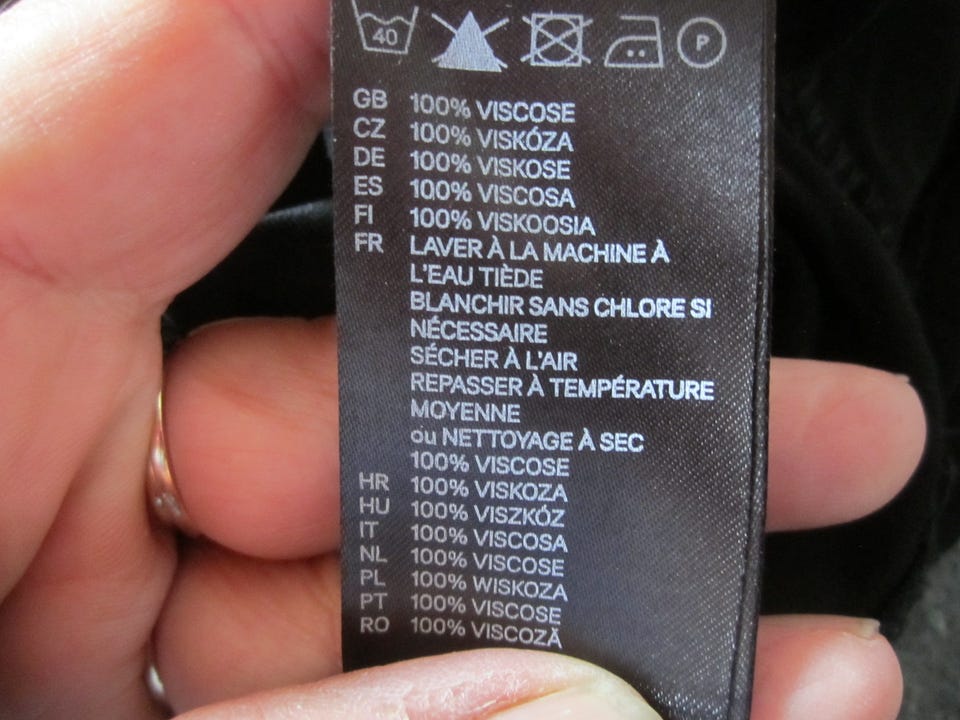 40 P
GB 100% VISCOSE
CZ 100% VISKÓZA
DE 100% VISKOSE
ES 100% VISCOSA
FI 100% VISKOOSIA
FR LAVER À LA MACHINE À
L'EAU TIÈDE
BLANCHIR SANS CHLORE SI
NÉCESSAIRE
SÉCHER À L'AIR
REPASSER À TEMPÉRATURE
MOYENNE
ou NETTOYAGE À SEC
100% VISCOSE
HR 100% VISKOZA
HU 100% VISZKÓZ
IT 100% VISCOSA
NL 100% VISCOSE
PL 100% WISKOZA
PT 100% VISCOSE
RO 100% VISCOZĂ